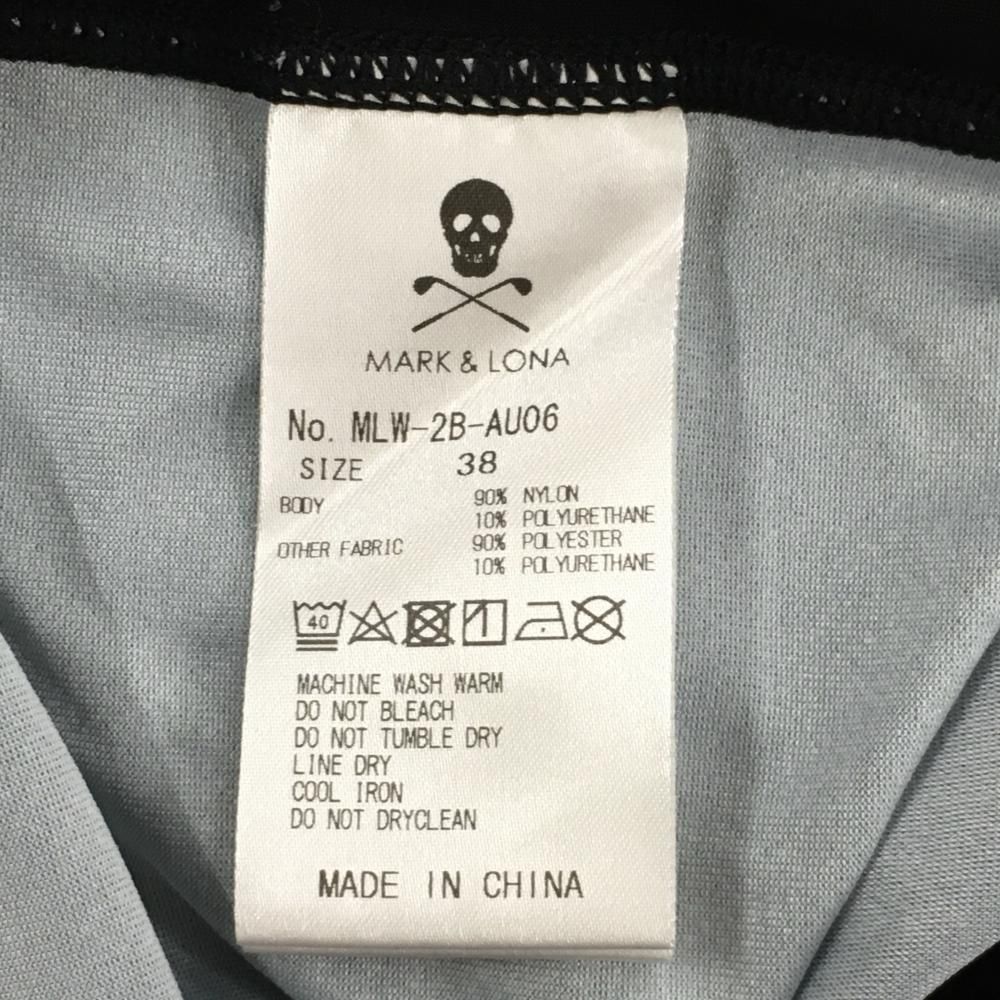 MARK & LONA
No. MLW-2B-AU06
SIZE 38
BODY 90% NYLON
10% POLYURETHANE
OTHER FABRIC 90% POLYESTER
10% POLYURETHANE
40
MACHINE WASH WARM
DO NOT BLEACH
DO NOT TUMBLE DRY
LINE DRY
COOL IRON
DO NOT DRYCLEAN
MADE IN CHINA